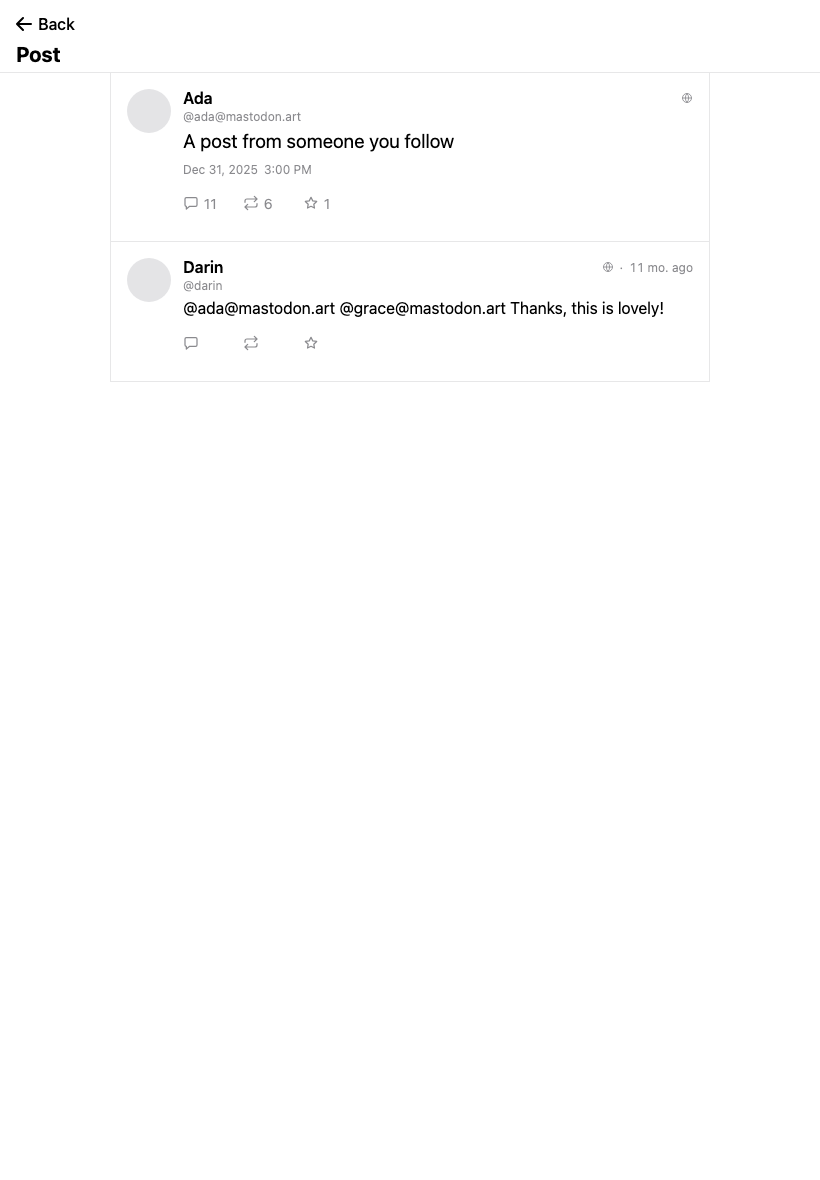 Back
Post
Ada
@ada@mastodon.art
A post from someone you follow
Dec 31, 2025 3:00 PM
11 6 1
Darin · 11 mo. ago
@darin
@ada@mastodon.art @grace@mastodon.art Thanks, this is lovely!